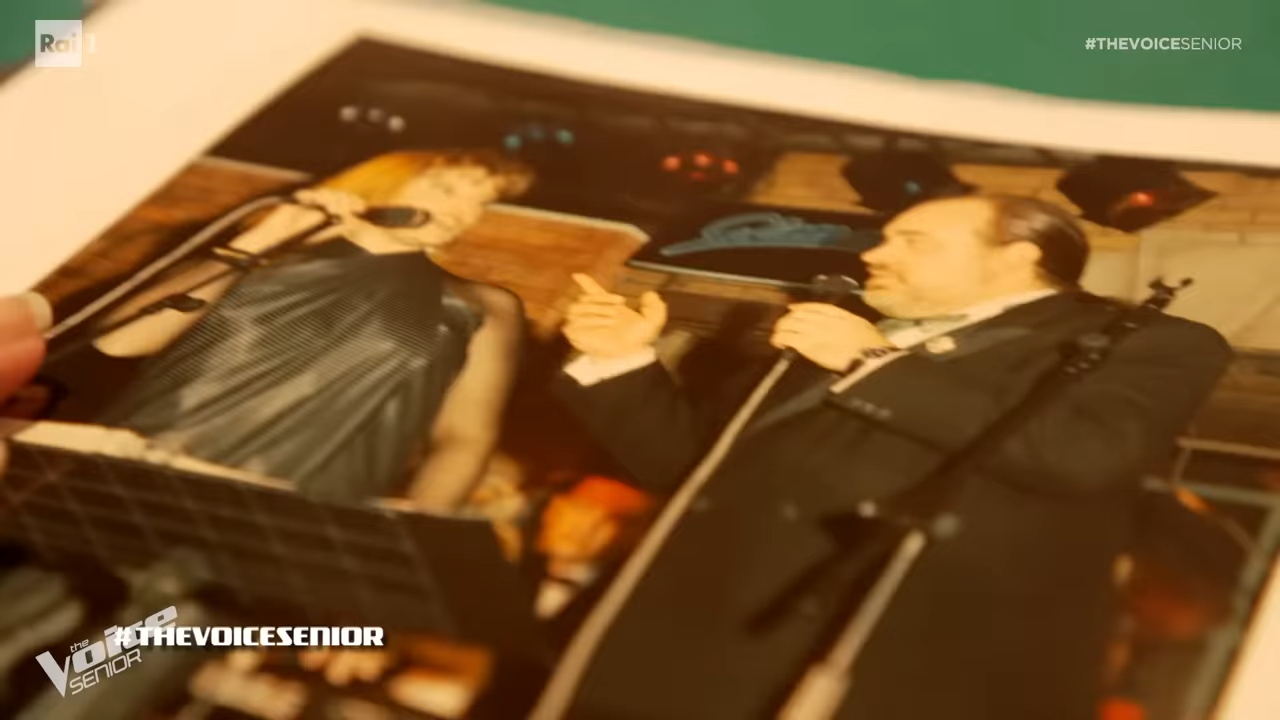 Rai 1
#THEVOICESENIOR
#THEVOICESENIOR
the
Voice
SENIOR